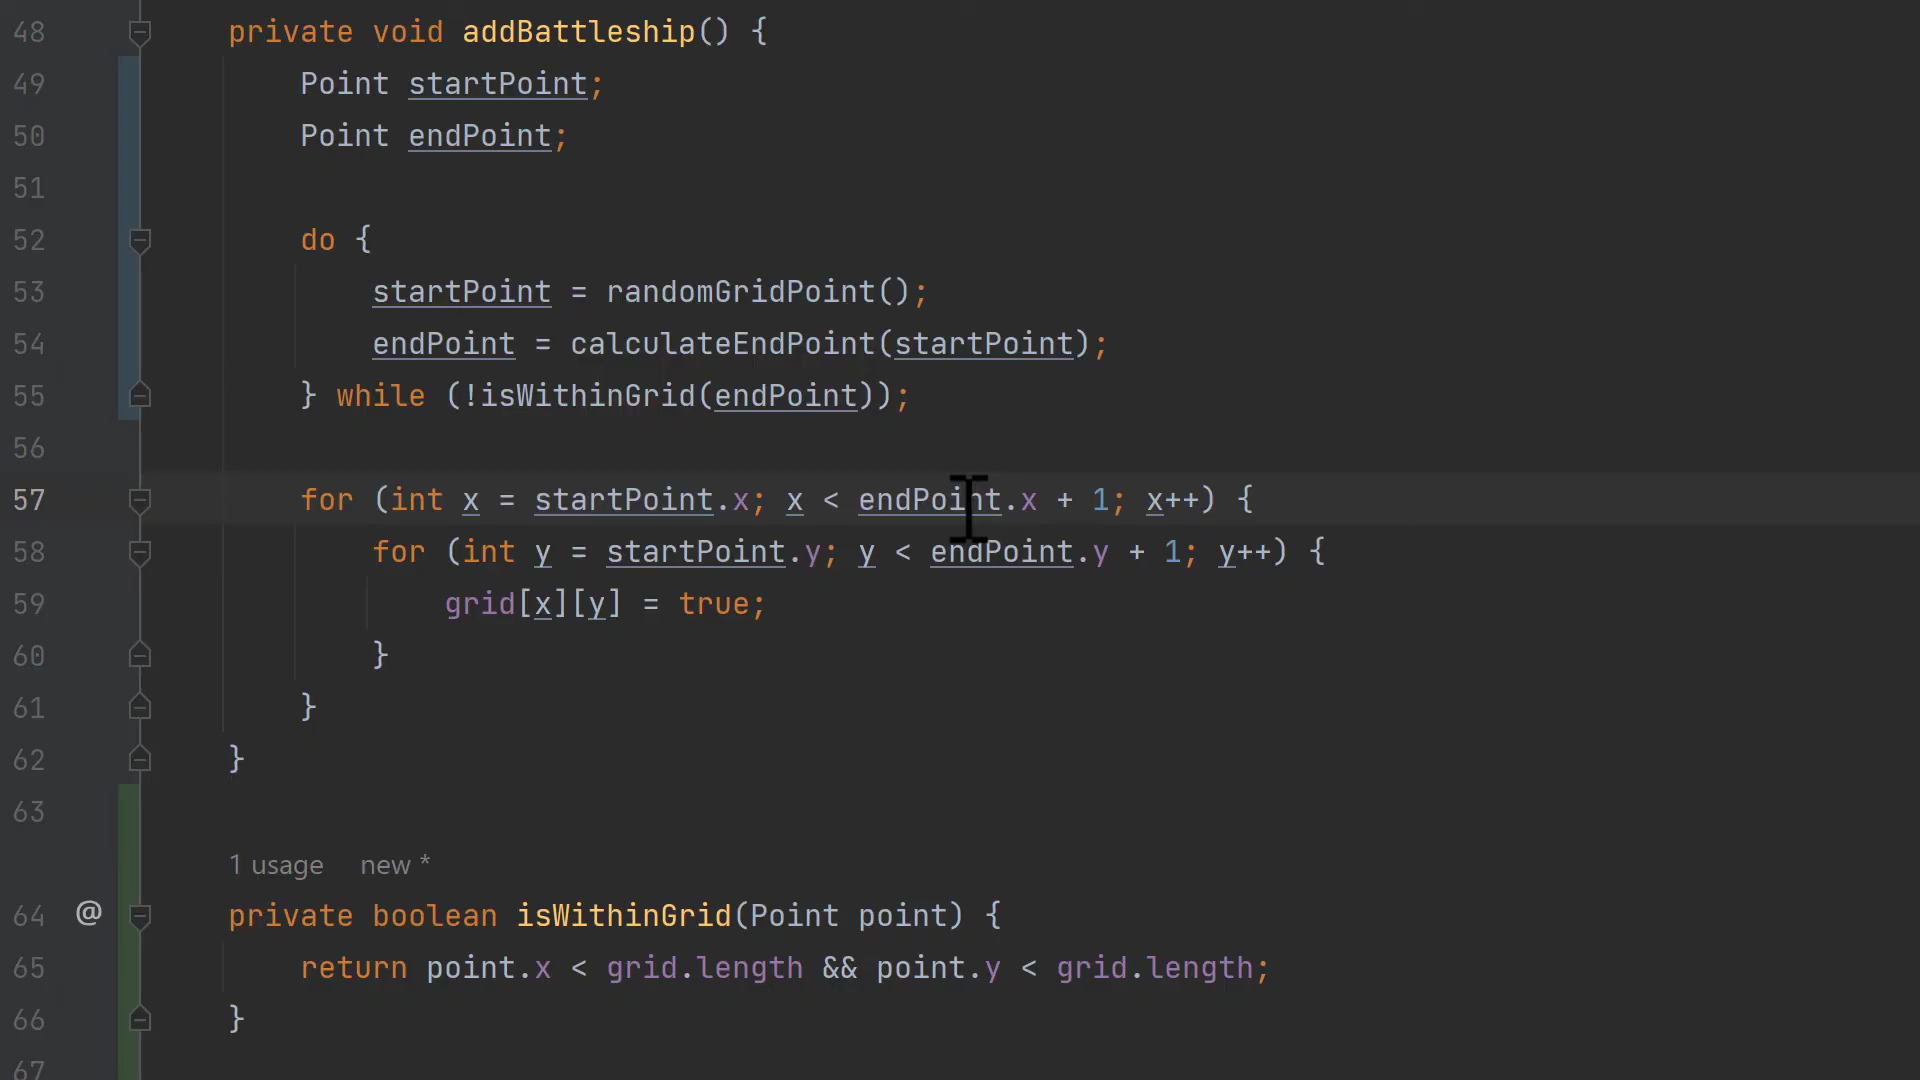 48 private void addBattleship() {
49 Point startPoint;
50 Point endPoint;
51
52 do {
53 startPoint = randomGridPoint();
54 endPoint = calculateEndPoint(startPoint);
55 } while (!isWithinGrid(endPoint));
56
57 for (int x = startPoint.x; x < endPoint.x + 1; x++) {
58 for (int y = startPoint.y; y < endPoint.y + 1; y++) {
59 grid[x][y] = true;
60 }
61 }
62 }
63
1 usage new *
64 @ private boolean isWithinGrid(Point point) {
65 return point.x < grid.length && point.y < grid.length;
66 }
67